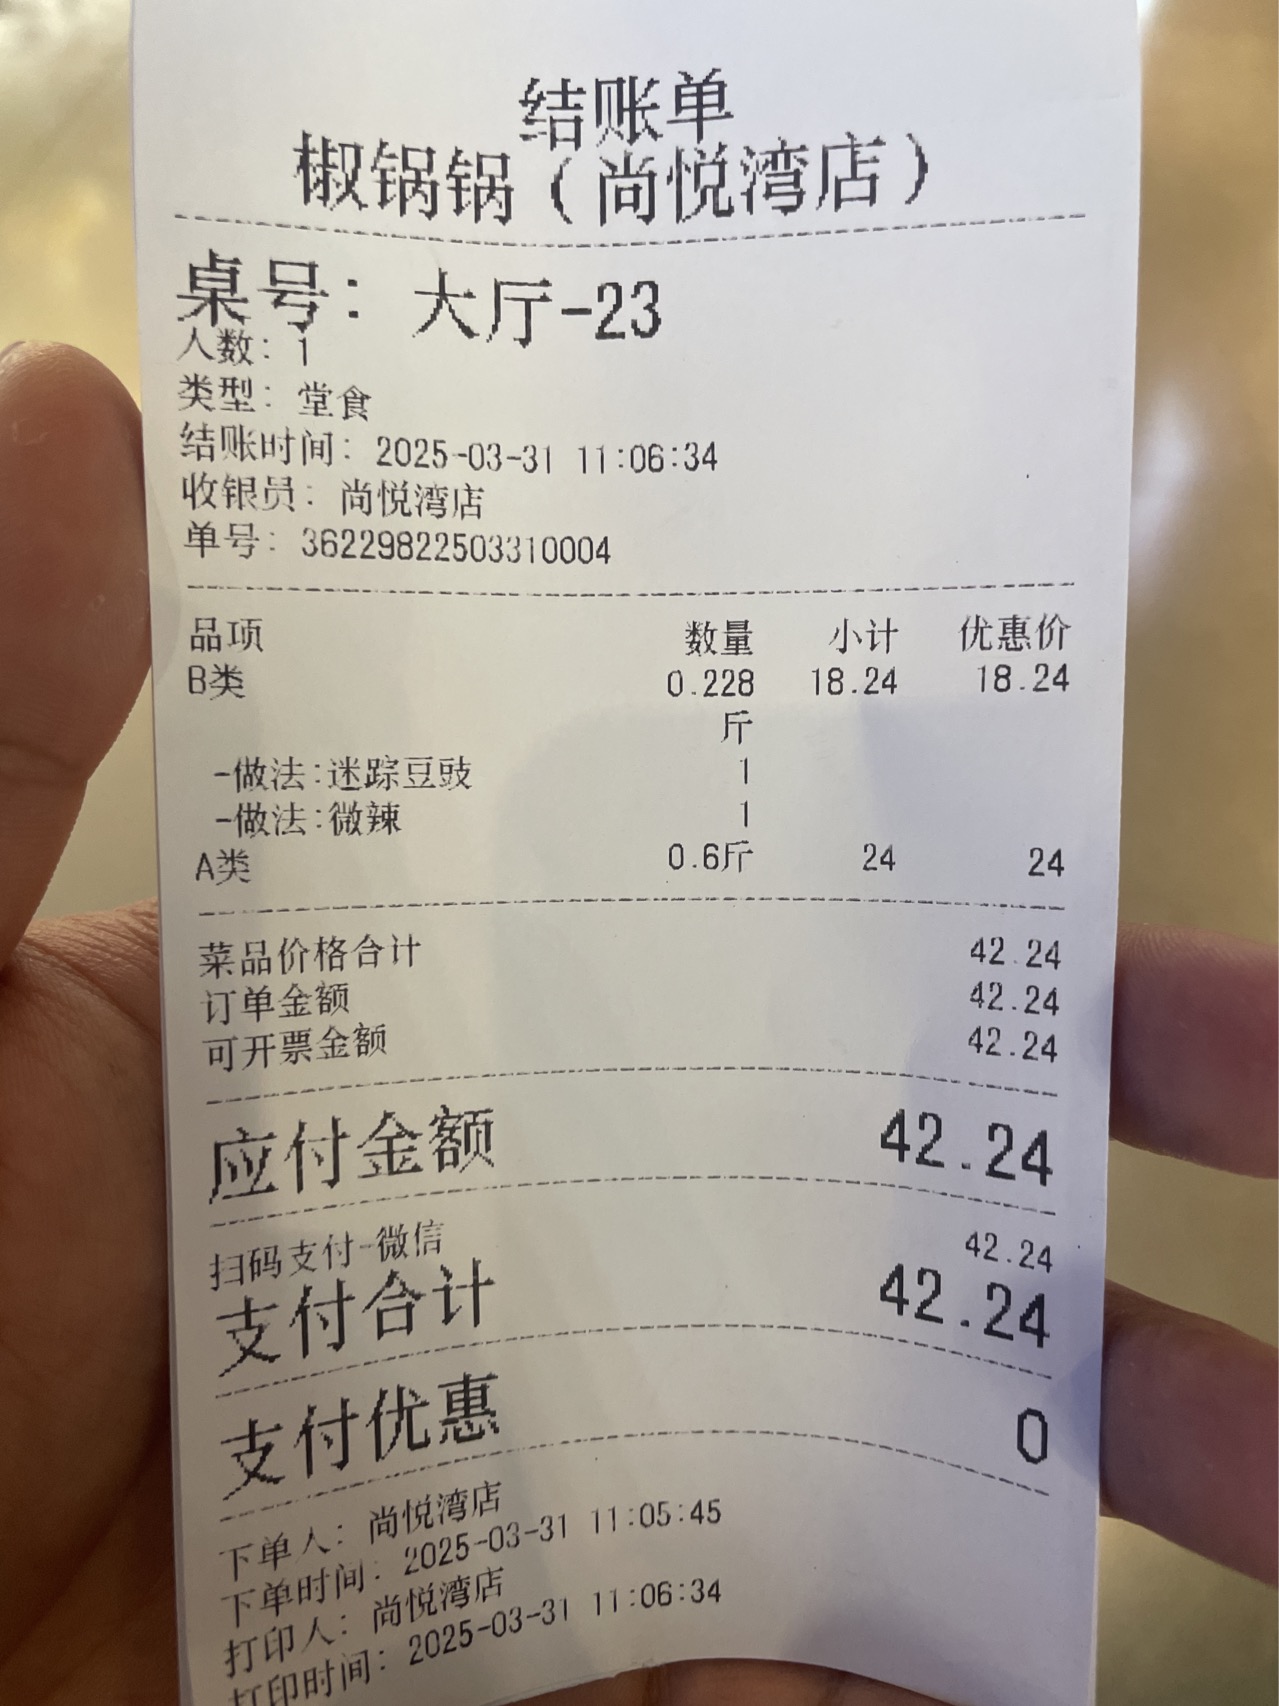 结账单
椒锅锅（尚悦湾店）
桌号：大厅-23
人数：1
类型：堂食
结账时间：2025-03-31 11:06:34
收银员：尚悦湾店
单号：36229822503310004
品项 数量 小计 优惠价
B类 0.228斤 18.24 18.24
-做法:迷踪豆豉 1
-做法:微辣 1
A类 0.6斤 24 24
菜品价格合计 42.24
订单金额 42.24
可开票金额 42.24
应付金额 42.24
扫码支付-微信 42.24
支付合计 42.24
支付优惠 0
下单人：尚悦湾店
下单时间：2025-03-31 11:05:45
打印人：尚悦湾店
打印时间：2025-03-31 11:06:34